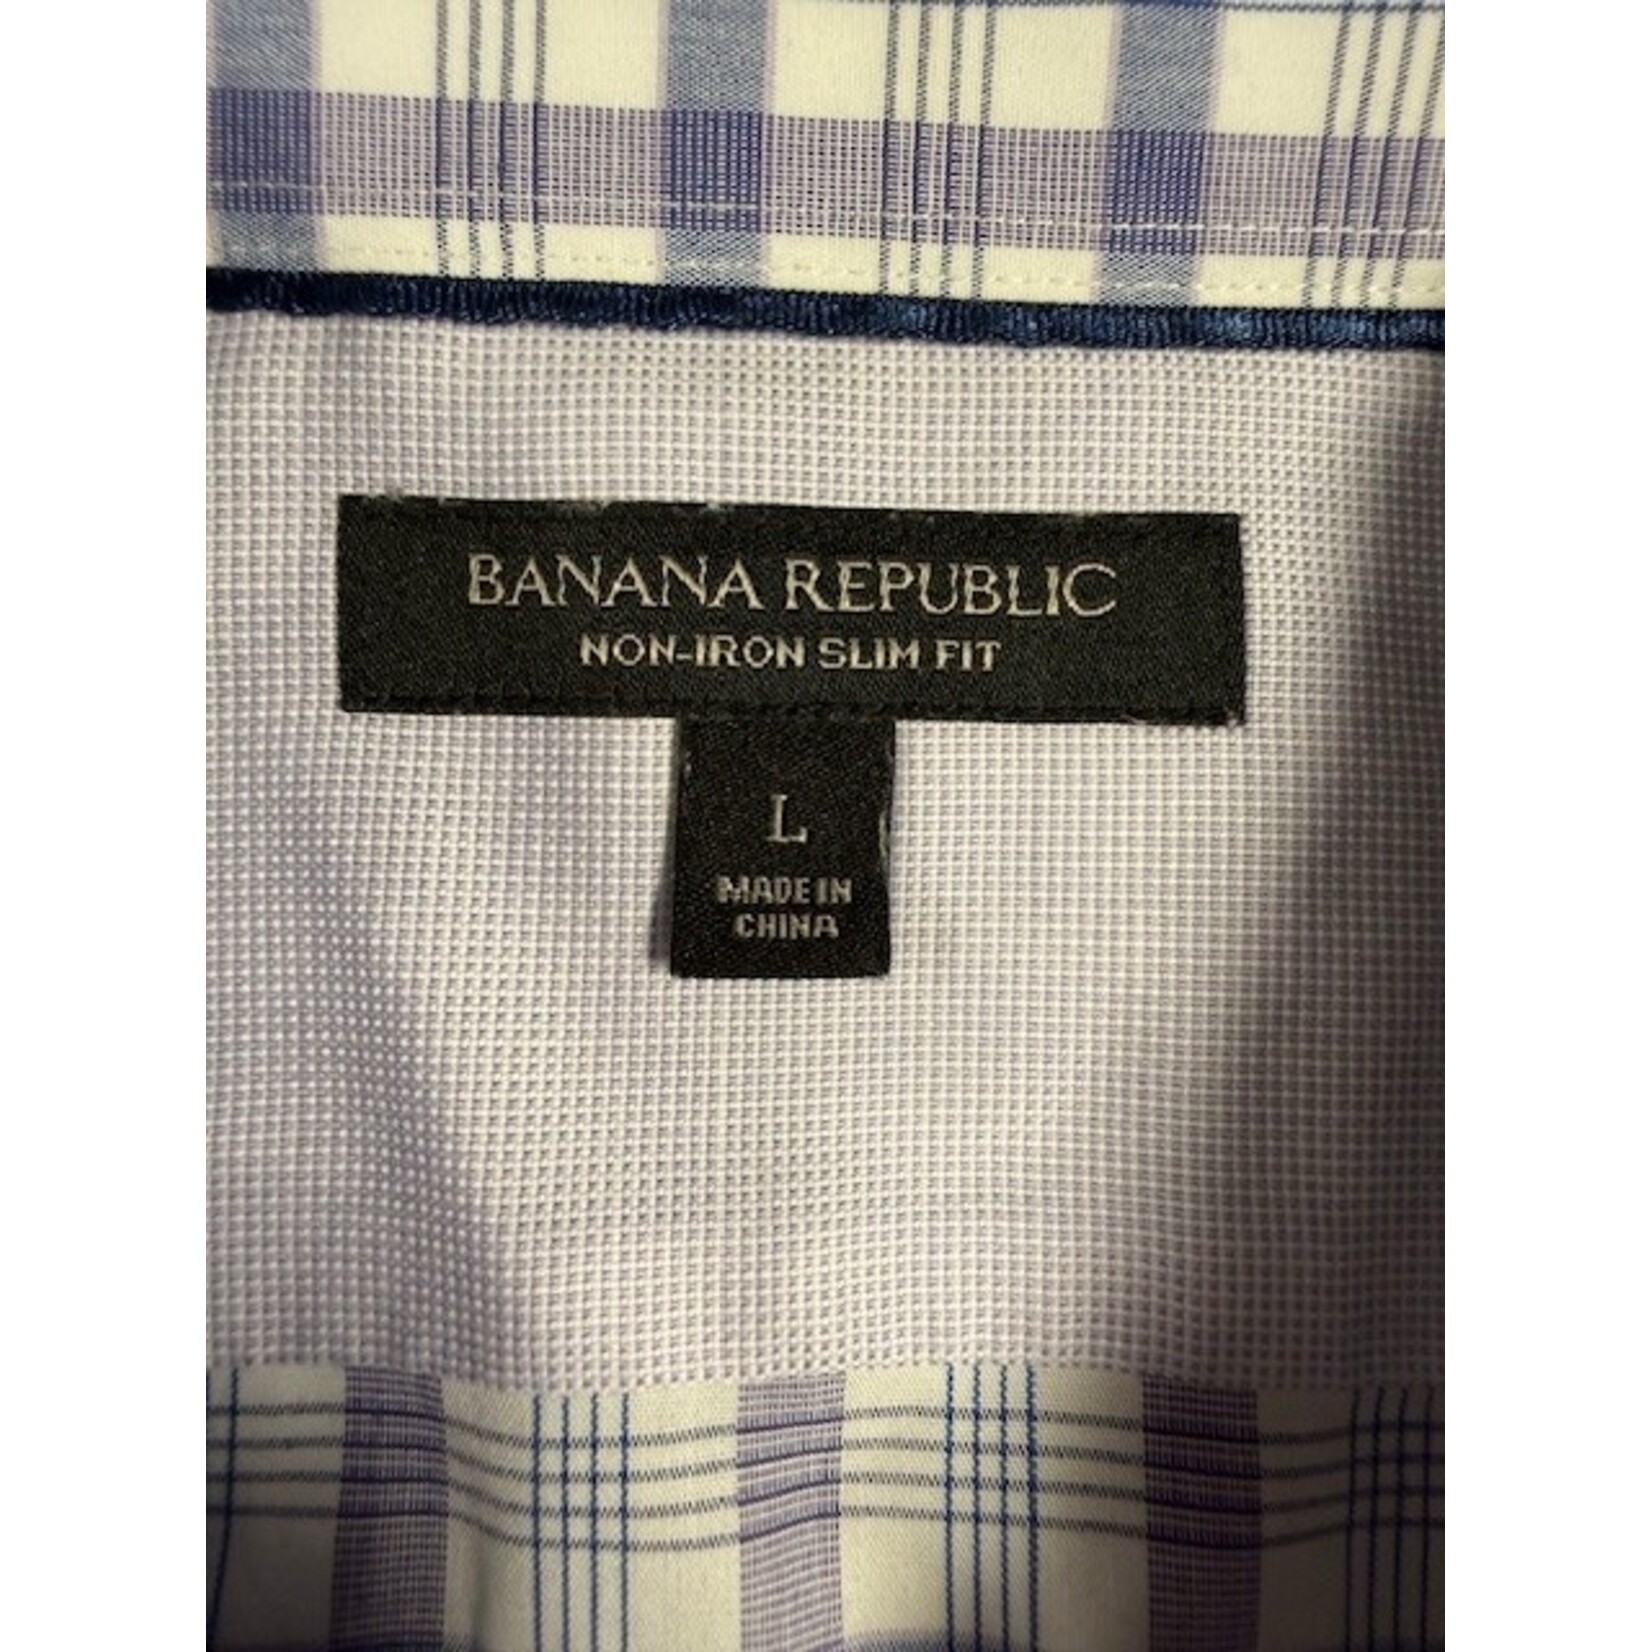 BANANA REPUBLIC
NON-IRON SLIM FIT
L
MADE IN
CHINA